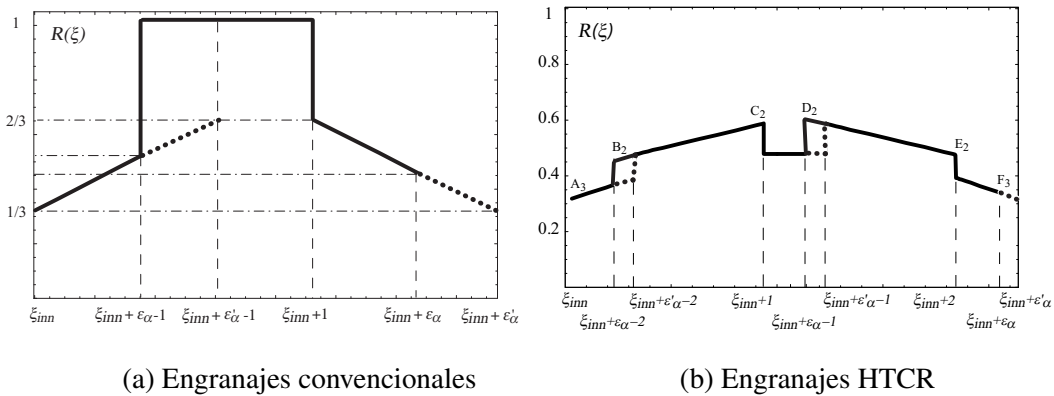 1
R(ξ)
2/3
1/3
ξinn
ξinn + εα-1
ξinn + ε'α-1
ξinn+1
ξinn+ εα
ξinn+ ε'α
(a) Engranajes convencionales
1
R(ξ)
0.8
0.6
0.4
0.2
A3
B2
C2
D2
E2
F3
ξinn
ξinn+ε'α−2
ξinn+1
ξinn+ε'α−1
ξinn+2
ξinn+ε'α
ξinn+εα−2
ξinn+εα−1
ξinn+εα
(b) Engranajes HTCR